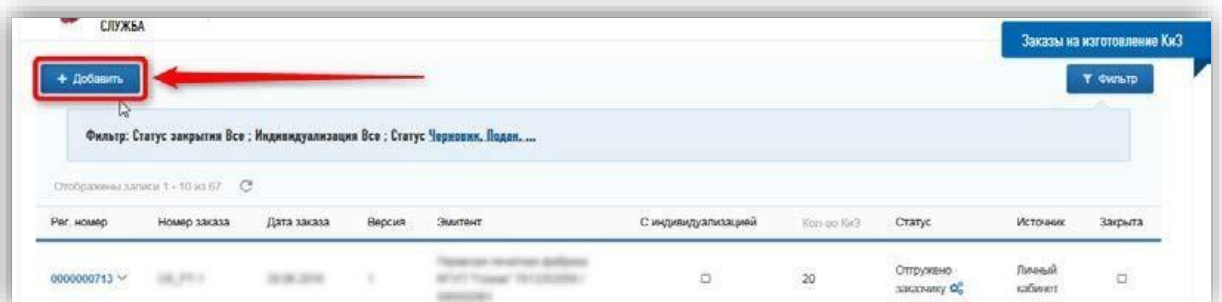 СЛУЖБА
Заказы на изготовление КиЗ
+ Добавить
Фильтр
Фильтр: Статус закрытия Все ; Индивидуализация Все ; Статус Черновик, Подан, ...
Отображены записи 1 - 10 из 67
Рег. номер Номер заказа Дата заказа Версия Эмитент С индивидуализацией Кол-во КиЗ Статус Источник Закрыта
0000000713 20 Отгружено заказчику Личный кабинет